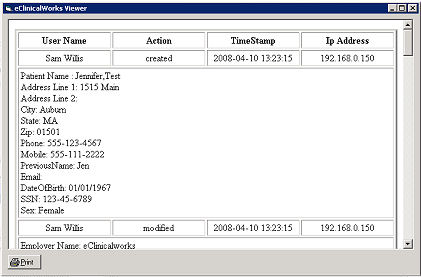 eClinicalWorks Viewer
User Name Action TimeStamp Ip Address
Sam Willis created 2008-04-10 13:23:15 192.168.0.150
Patient Name : Jennifer,Test
Address Line 1: 1515 Main
Address Line 2:
City: Auburn
State: MA
Zip: 01501
Phone: 555-123-4567
Mobile: 555-111-2222
PreviousName: Jen
Email:
DateOfBirth: 01/01/1967
SSN: 123-45-6789
Sex: Female
Sam Willis modified 2008-04-10 13:23:15 192.168.0.150
Employer Name: eClinicalworks
Print